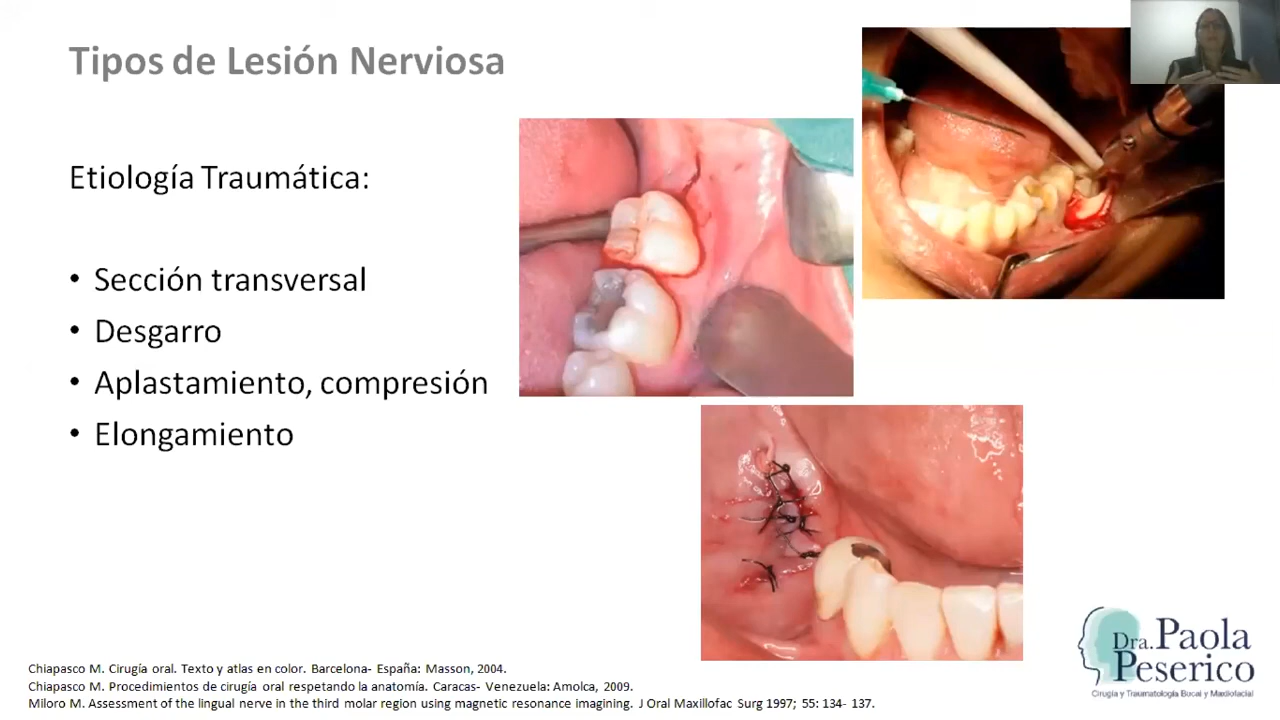 Tipos de Lesión Nerviosa
Etiología Traumática:
• Sección transversal
• Desgarro
• Aplastamiento, compresión
• Elongamiento
Chiapasco M. Cirugía oral. Texto y atlas en color. Barcelona- España: Masson, 2004.
Chiapasco M. Procedimientos de cirugía oral respetando la anatomía. Caracas- Venezuela: Amolca, 2009.
Miloro M. Assessment of the lingual nerve in the third molar region using magnetic resonance imagining. J Oral Maxillofac Surg 1997; 55: 134- 137.
Dra. Paola
Peserico
Cirugía y Traumatología Bucal y Maxilofacial